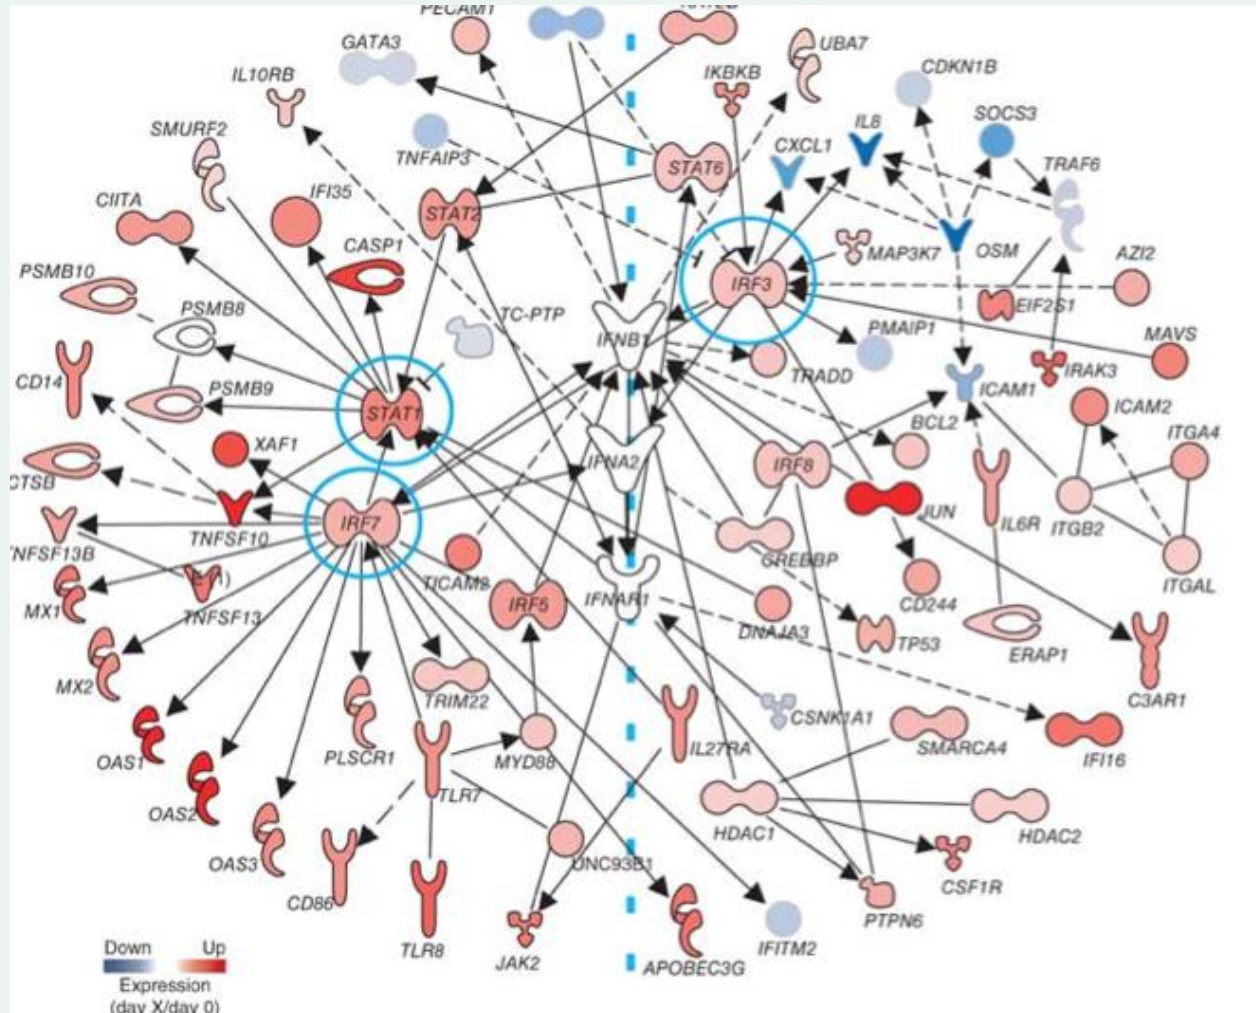 PECAM1
GATA3
UBA7
IKBKB
CDKN1B
IL10RB
IL8
SOCS3
SMURF2
CXCL1
TNFAIP3
STAT6
TRAF6
IFI35
CIITA
STAT2
CASP1
MAP3K7
OSM
AZI2
PSMB10
IRF3
PSMB8
TC-PTP
EIF2S1
IFNB1
PMAIP1
MAVS
TRADD
IRAK3
CD14
PSMB9
ICAM1
ICAM2
STAT1
BCL2
ITGA4
XAF1
IFNA2
IRF8
CTSB
JUN
IL6R
ITGB2
IRF7
TNFSF10
TNFSF13B
CREBBP
TICAM2
ITGAL
MX1
TNFSF13
IRF5
IFNAR1
CD244
DNAJA3
TP53
ERAP1
MX2
TRIM22
CSNK1A1
C3AR1
OAS1
PLSCR1
MYD88
IL27RA
SMARCA4
IFI16
TLR7
OAS2
HDAC1
HDAC2
OAS3
UNC93B1
CD86
CSF1R
PTPN6
TLR8
JAK2
APOBEC3G
IFITM2
Down Up
Expression
(day X/day 0)